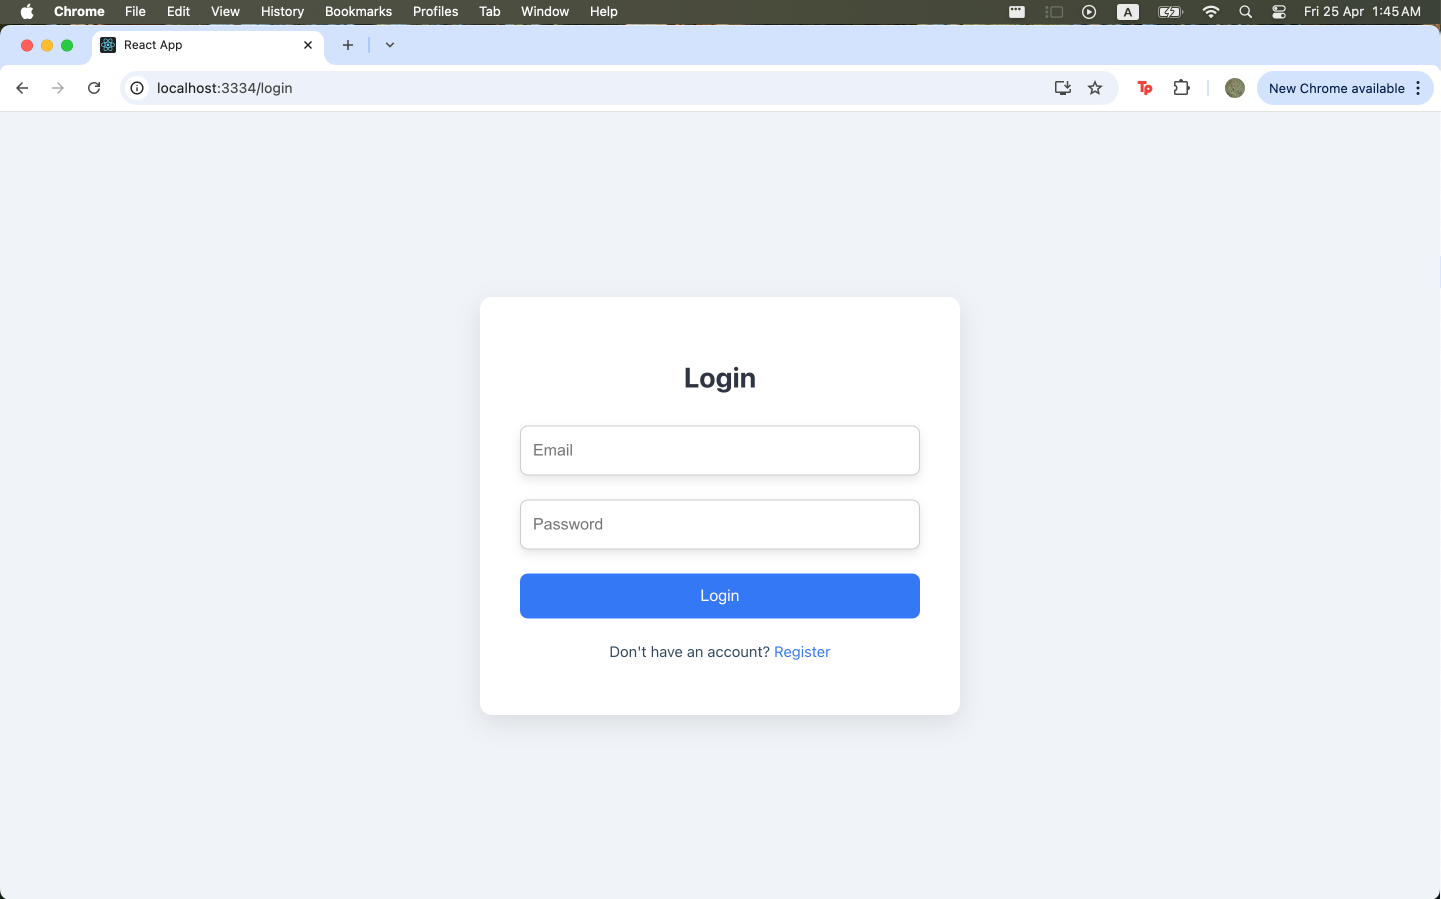 Chrome File Edit View History Bookmarks Profiles Tab Window Help A Fri 25 Apr 1:45 AM
React App
localhost:3334/login Tp New Chrome available
Login
Email
Password
Login
Don't have an account? Register